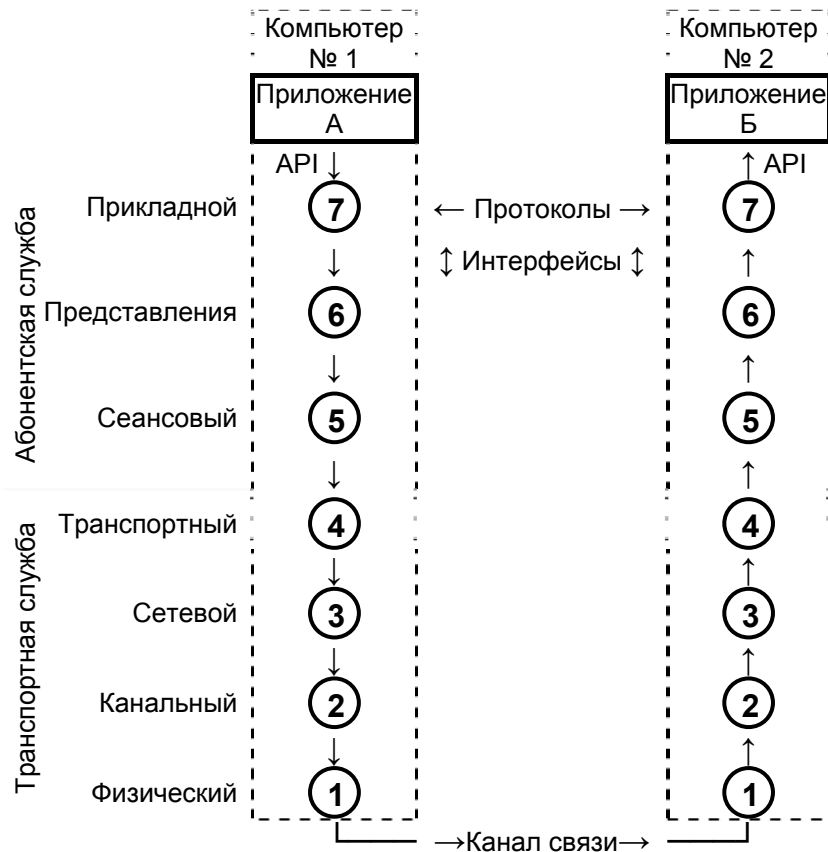 Компьютер
№ 1
Компьютер
№ 2
Приложение
А
Приложение
Б
API ↓
↑ API
Абонентская служба
Прикладной
7
← Протоколы →
7
↓
↕ Интерфейсы ↕
↑
Представления
6
6
↓
↑
Сеансовый
5
5
↓
↑
Транспортная служба
Транспортный
4
4
↓
↑
Сетевой
3
3
↓
↑
Канальный
2
2
↓
↑
Физический
1
1
→Канал связи→